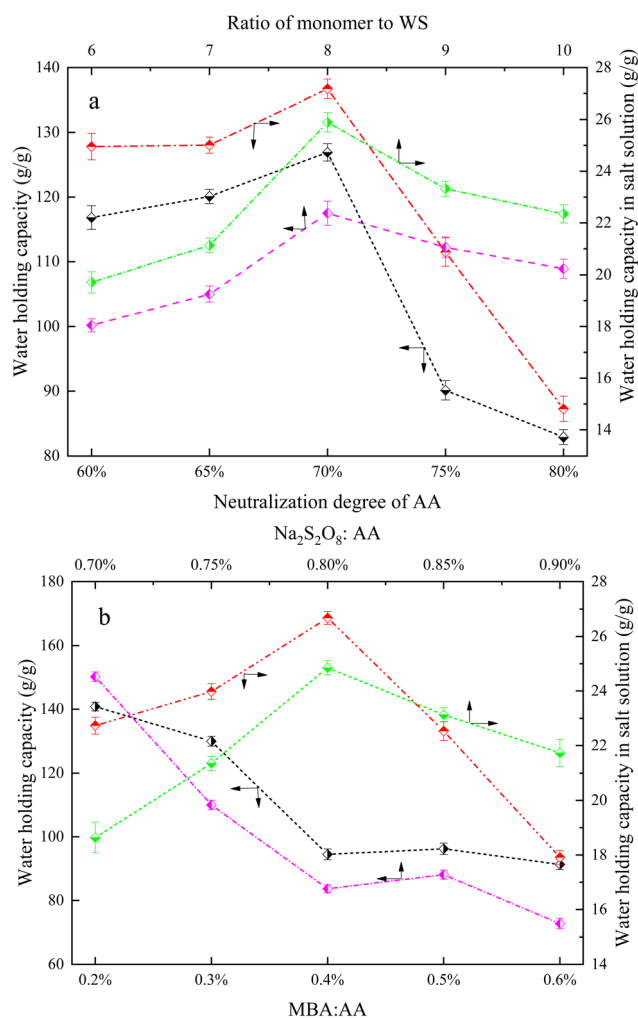 Ratio of monomer to WS
6 7 8 9 10
a
Water holding capacity (g/g)
140
130
120
110
100
90
80
28
26
24
22
20
18
16
14
Water holding capacity in salt solution (g/g)
60% 65% 70% 75% 80%
Neutralization degree of AA
Na₂S₂O₈: AA
0.70% 0.75% 0.80% 0.85% 0.90%
b
Water holding capacity (g/g)
180
160
140
120
100
80
60
28
26
24
22
20
18
16
14
Water holding capacity in salt solution (g/g)
0.2% 0.3% 0.4% 0.5% 0.6%
MBA:AA